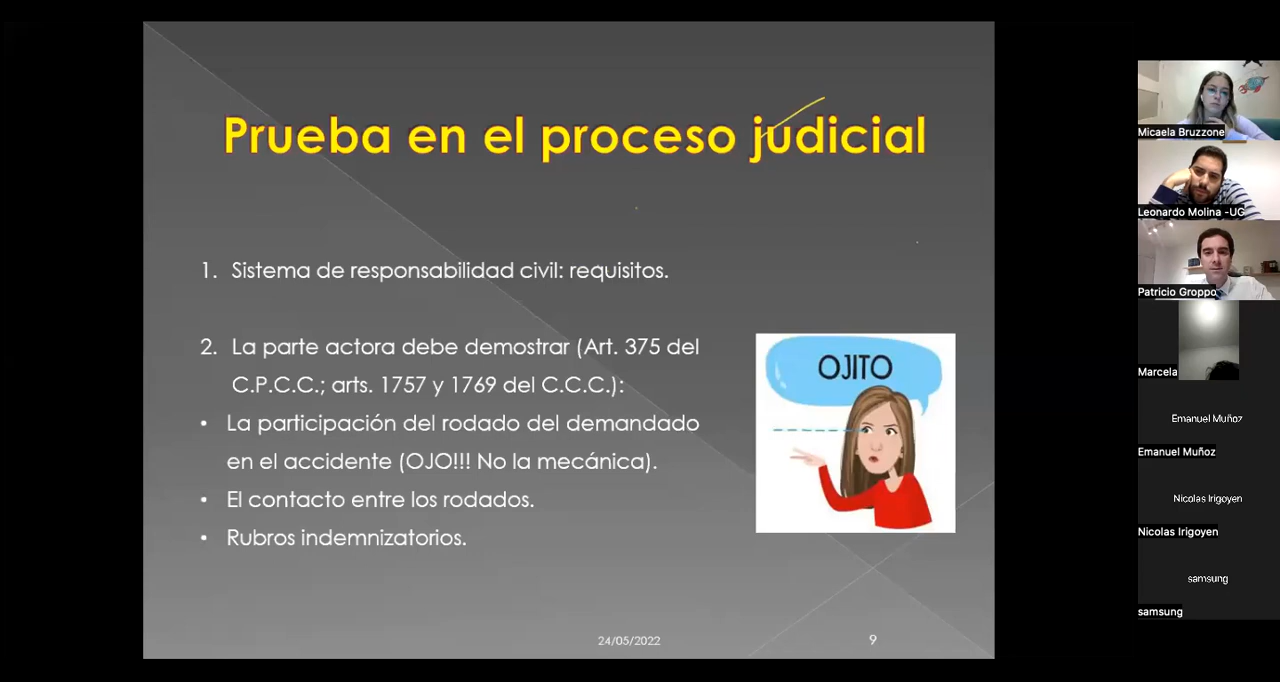 Prueba en el proceso judicial
1. Sistema de responsabilidad civil: requisitos.
2. La parte actora debe demostrar (Art. 375 del
C.P.C.C.; arts. 1757 y 1769 del C.C.C.):
• La participación del rodado del demandado
en el accidente (OJO!!! No la mecánica).
• El contacto entre los rodados.
• Rubros indemnizatorios.
OJITO
24/05/2022
9
Micaela Bruzzone
Leonardo Molina -UG
Patricio Groppo
Marcela
Emanuel Muñoz
Emanuel Muñoz
Nicolas Irigoyen
Nicolas Irigoyen
samsung
samsung